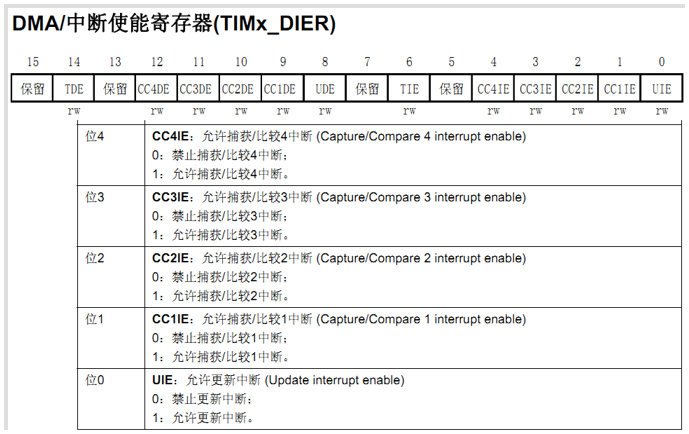 DMA/中断使能寄存器(TIMx_DIER)
15 14 13 12 11 10 9 8 7 6 5 4 3 2 1 0
保留 TDE 保留 CC4DE CC3DE CC2DE CC1DE UDE 保留 TIE 保留 CC4IE CC3IE CC2IE CC1IE UIE
rw rw rw rw rw rw rw rw rw rw rw rw
位4 CC4IE：允许捕获/比较4中断 (Capture/Compare 4 interrupt enable)
0：禁止捕获/比较4中断；
1：允许捕获/比较4中断。
位3 CC3IE：允许捕获/比较3中断 (Capture/Compare 3 interrupt enable)
0：禁止捕获/比较3中断；
1：允许捕获/比较3中断。
位2 CC2IE：允许捕获/比较2中断 (Capture/Compare 2 interrupt enable)
0：禁止捕获/比较2中断；
1：允许捕获/比较2中断。
位1 CC1IE：允许捕获/比较1中断 (Capture/Compare 1 interrupt enable)
0：禁止捕获/比较1中断；
1：允许捕获/比较1中断。
位0 UIE：允许更新中断 (Update interrupt enable)
0：禁止更新中断；
1：允许更新中断。